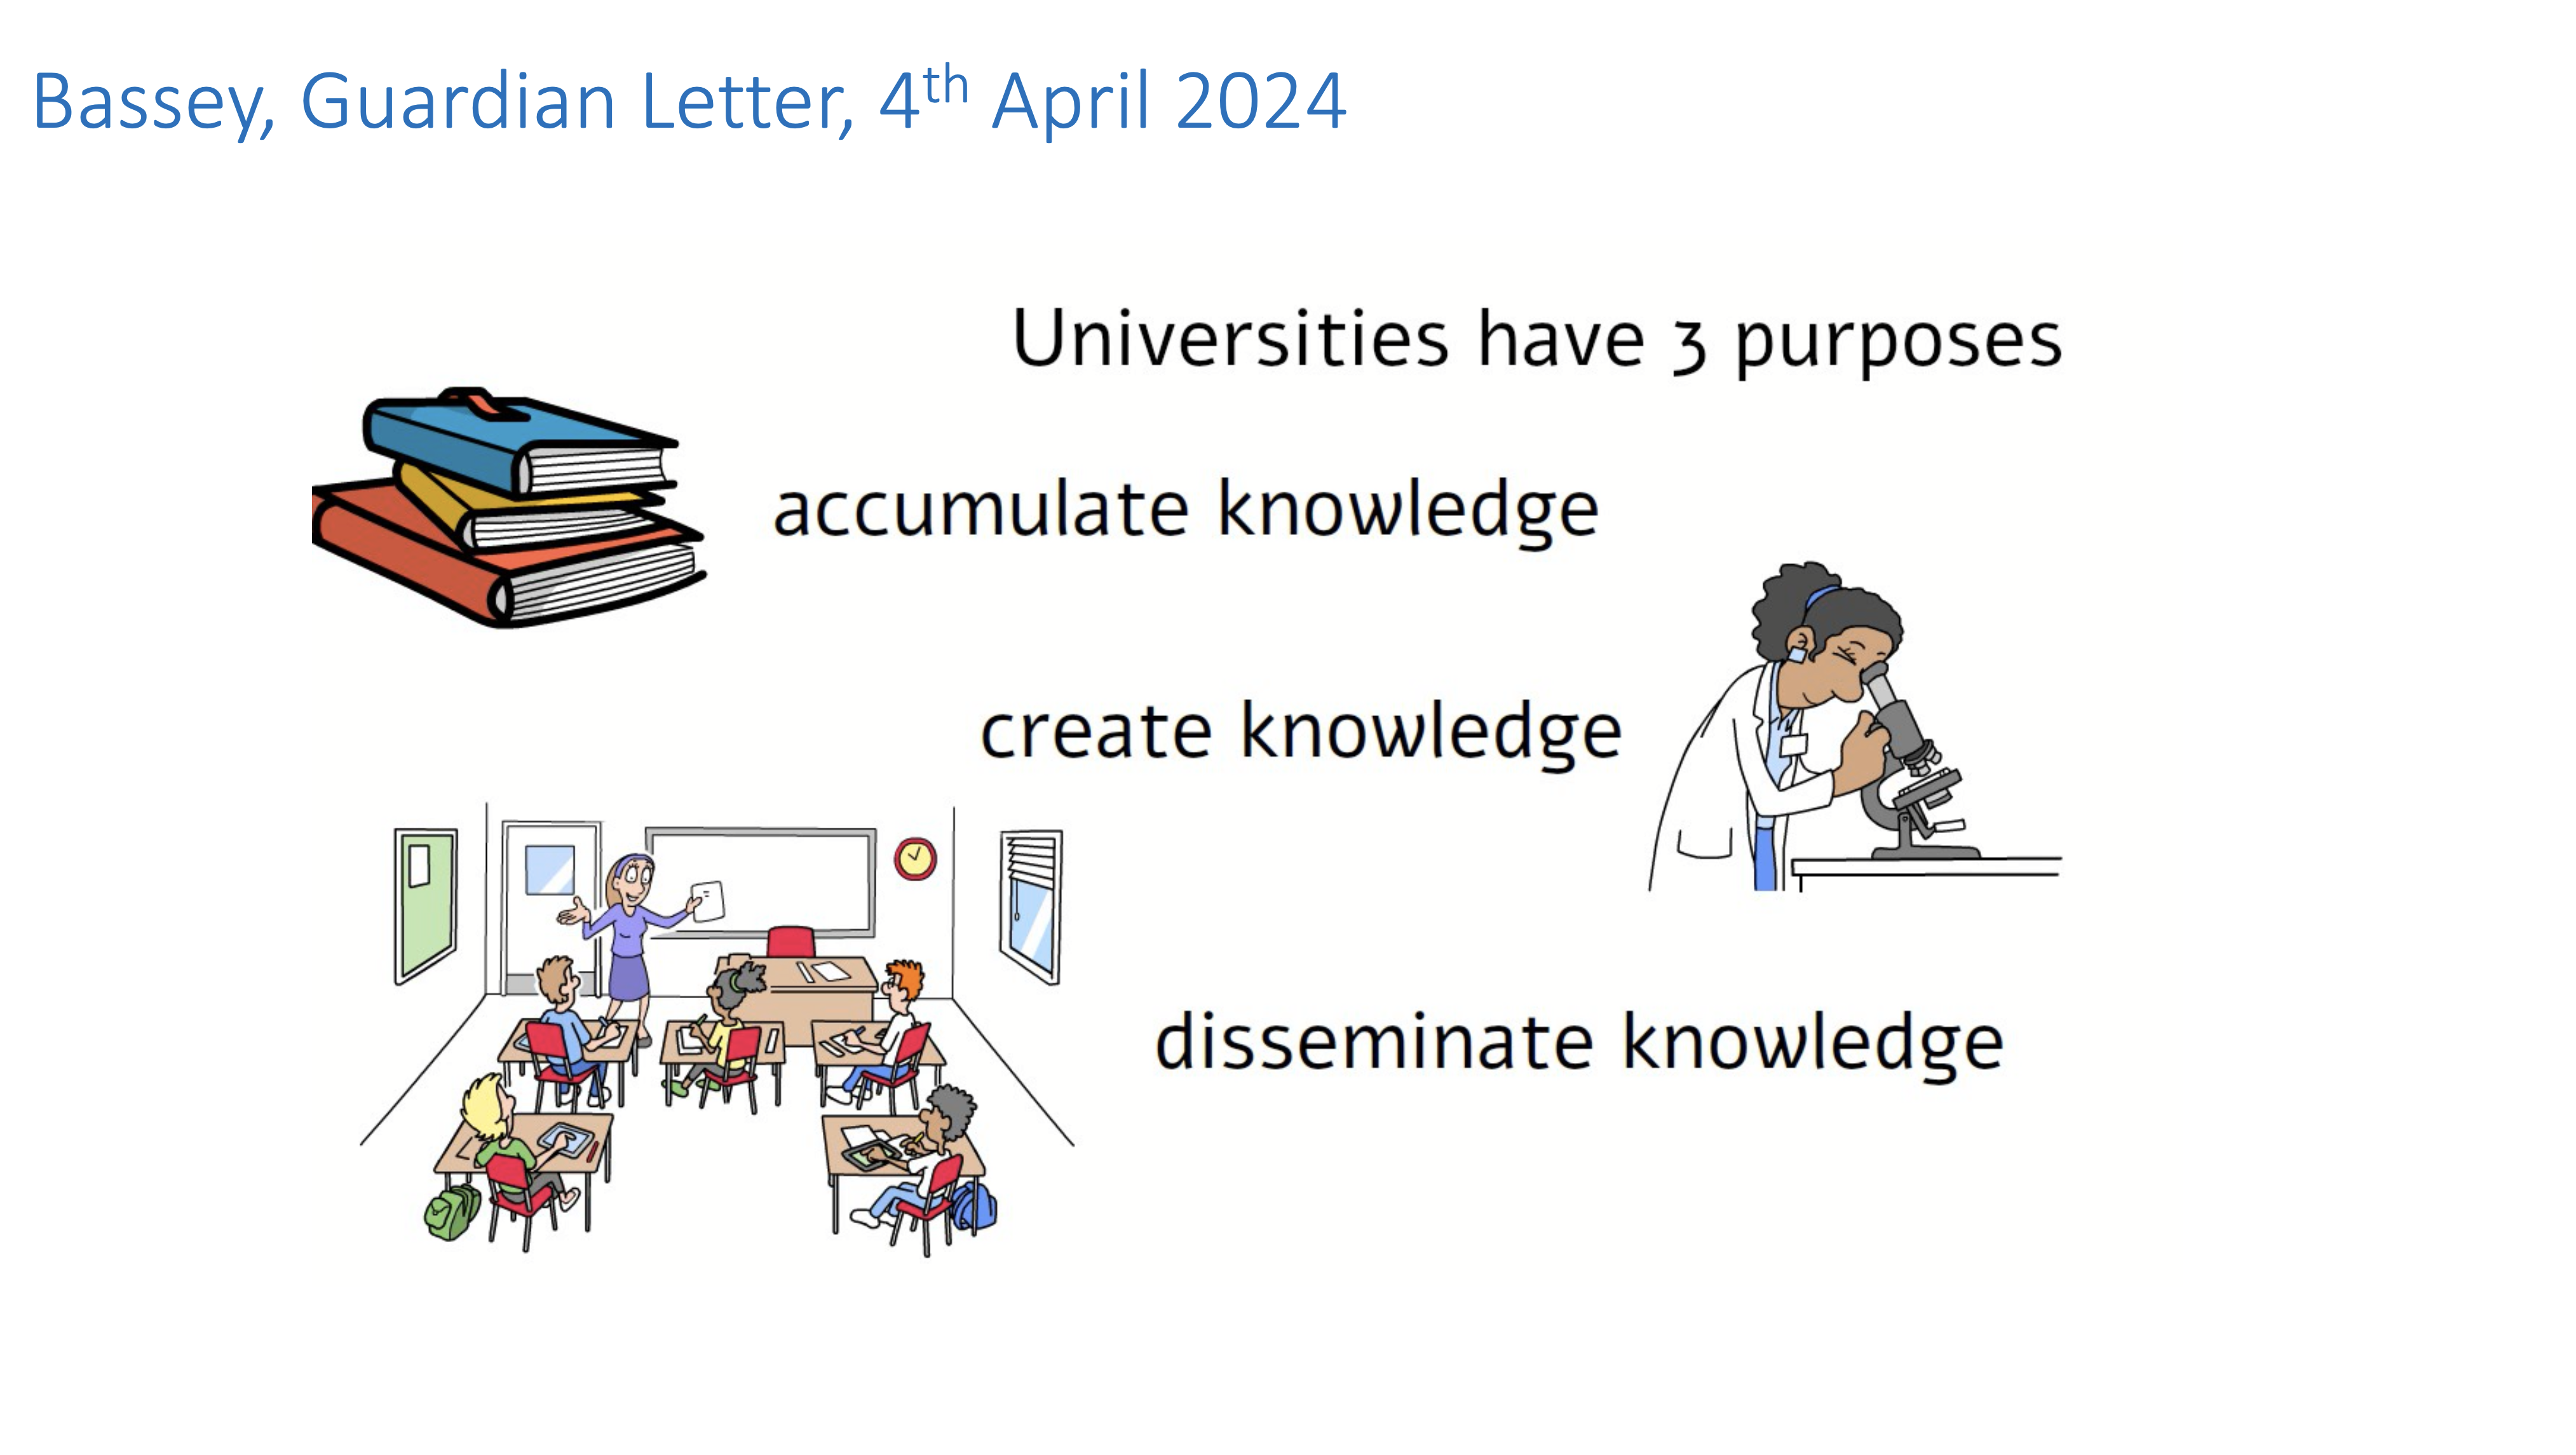 Bassey, Guardian Letter, 4th April 2024
Universities have 3 purposes
accumulate knowledge
create knowledge
disseminate knowledge